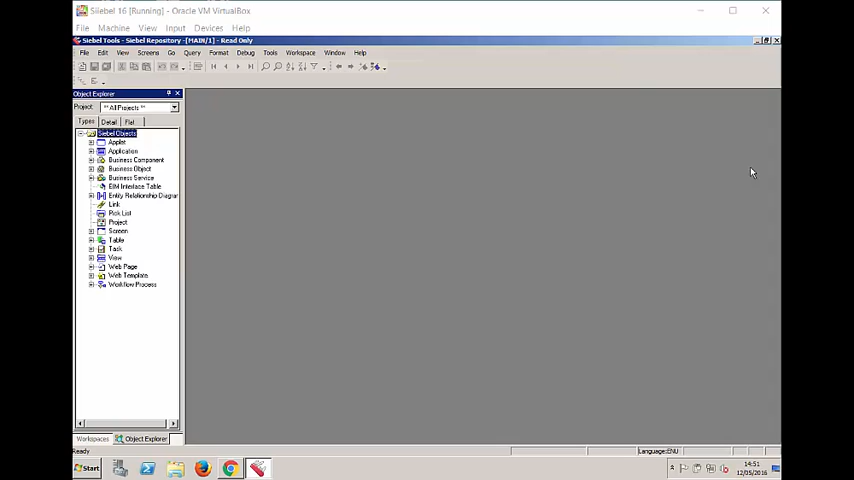 Siiebel 16 [Running] - Oracle VM VirtualBox
File Machine View Input Devices Help
Siebel Tools - Siebel Repository -[MAIN/1] - Read Only
File Edit View Screens Go Query Format Debug Tools Workspace Window Help
Object Explorer
Project: ** All Projects **
Types Detail Flat
Siebel Objects
Applet
Application
Business Component
Business Object
Business Service
EIM Interface Table
Entity Relationship Diagram
Link
Pick List
Project
Screen
Table
Task
View
Web Page
Web Template
Workflow Process
Workspaces Object Explorer
Ready
Language:ENU
Start
14:51
12/05/2016